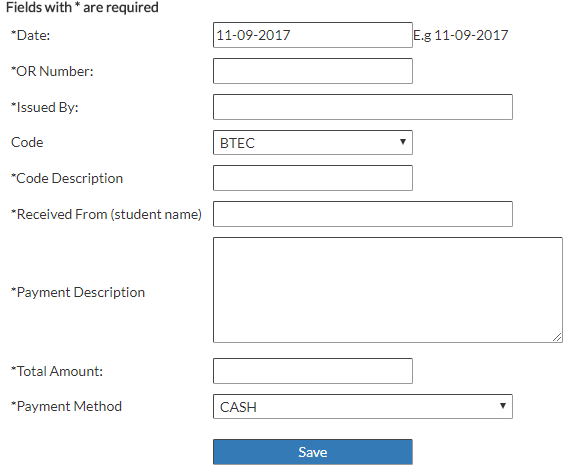 Fields with * are required
*Date: 11-09-2017 E.g 11-09-2017
*OR Number:
*Issued By:
Code BTEC
*Code Description
*Received From (student name)
*Payment Description
*Total Amount:
*Payment Method CASH
Save